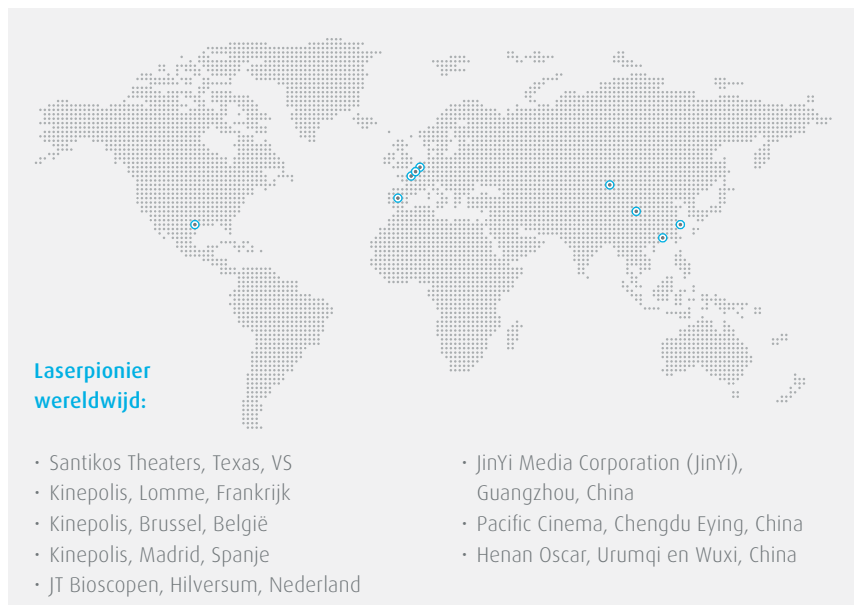 Laserpionier
wereldwijd:
· Santikos Theaters, Texas, VS
· Kinepolis, Lomme, Frankrijk
· Kinepolis, Brussel, België
· Kinepolis, Madrid, Spanje
· JT Bioscopen, Hilversum, Nederland
· JinYi Media Corporation (JinYi),
Guangzhou, China
· Pacific Cinema, Chengdu Eying, China
· Henan Oscar, Urumqi en Wuxi, China